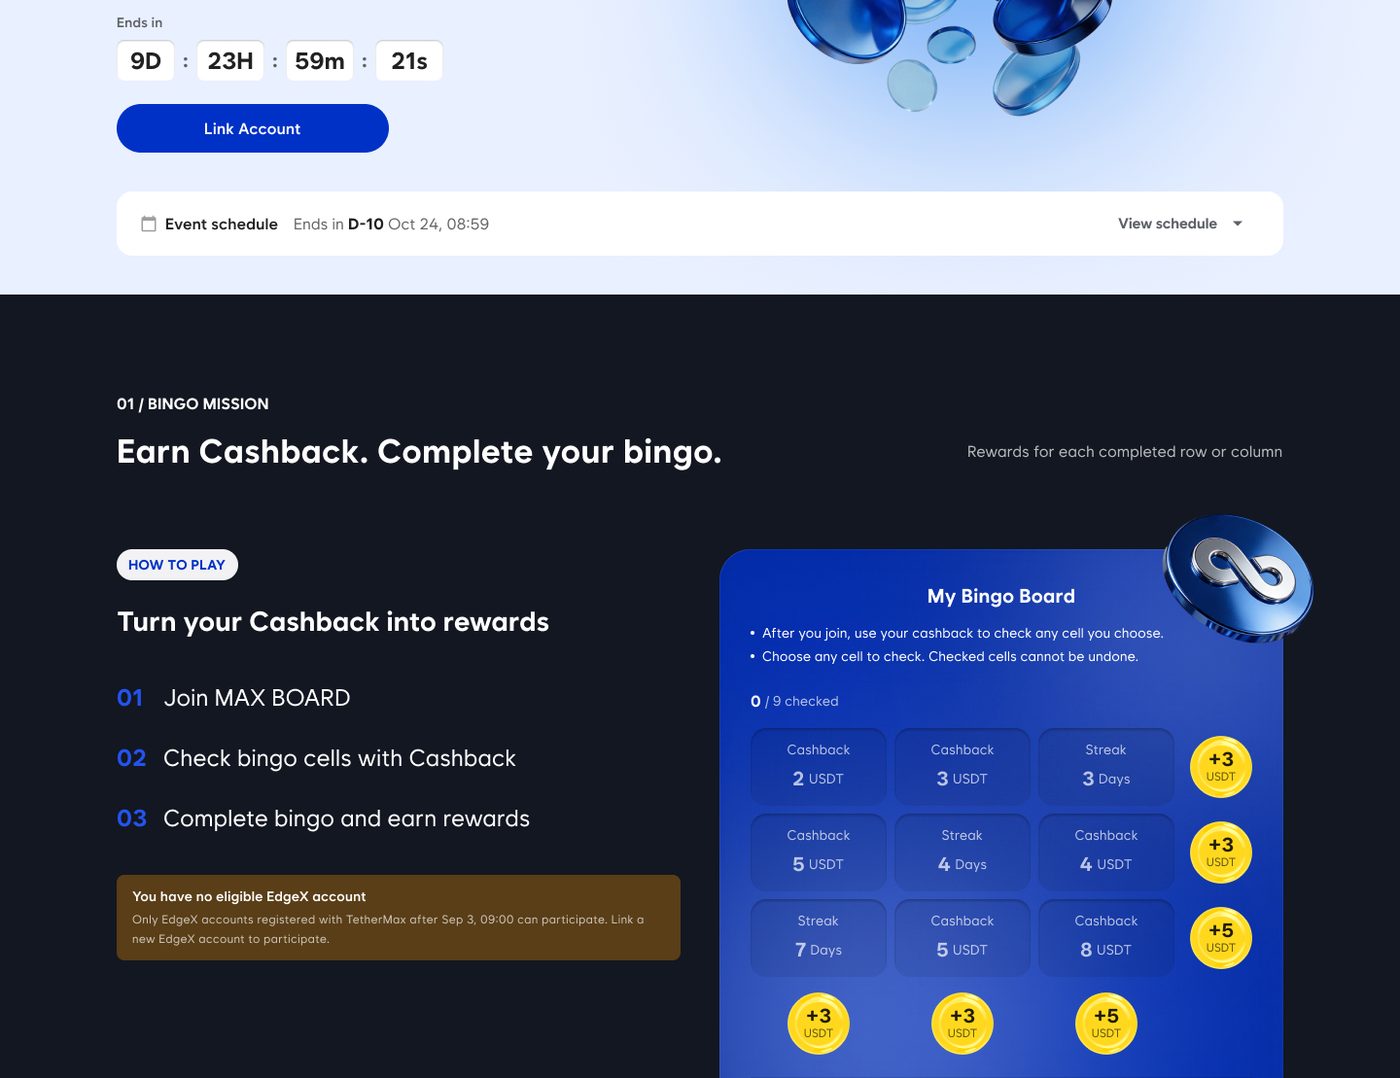 Ends in
9D : 23H : 59m : 21s
Link Account
Event schedule Ends in D-10 Oct 24, 08:59 View schedule
01 / BINGO MISSION
Earn Cashback. Complete your bingo.
Rewards for each completed row or column
HOW TO PLAY
Turn your Cashback into rewards
01 Join MAX BOARD
02 Check bingo cells with Cashback
03 Complete bingo and earn rewards
You have no eligible EdgeX account
Only EdgeX accounts registered with TetherMax after Sep 3, 09:00 can participate. Link a
new EdgeX account to participate.
My Bingo Board
• After you join, use your cashback to check any cell you choose.
• Choose any cell to check. Checked cells cannot be undone.
0 / 9 checked
Cashback Cashback Streak
2 USDT 3 USDT 3 Days
+3
USDT
Cashback Streak Cashback
5 USDT 4 Days 4 USDT
+3
USDT
Streak Cashback Cashback
7 Days 5 USDT 8 USDT
+5
USDT
+3 +3 +5
USDT USDT USDT